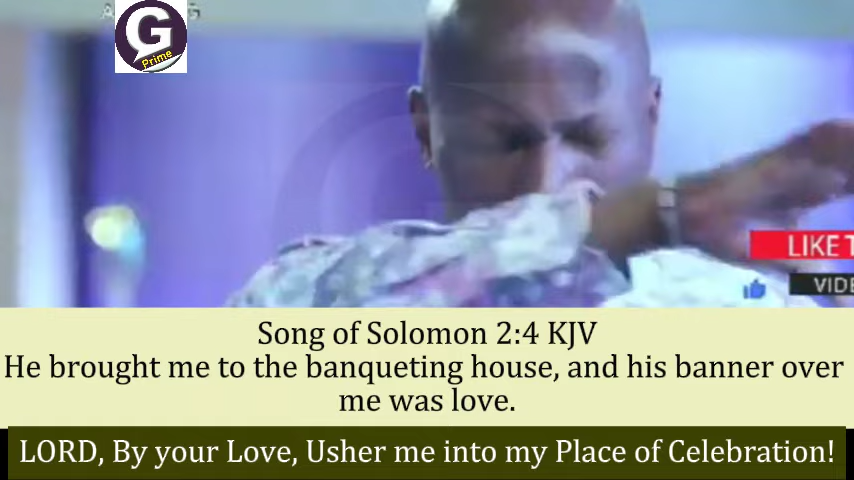 G
Prime
LIKE T
VIDE
Song of Solomon 2:4 KJV
He brought me to the banqueting house, and his banner over
me was love.
LORD, By your Love, Usher me into my Place of Celebration!